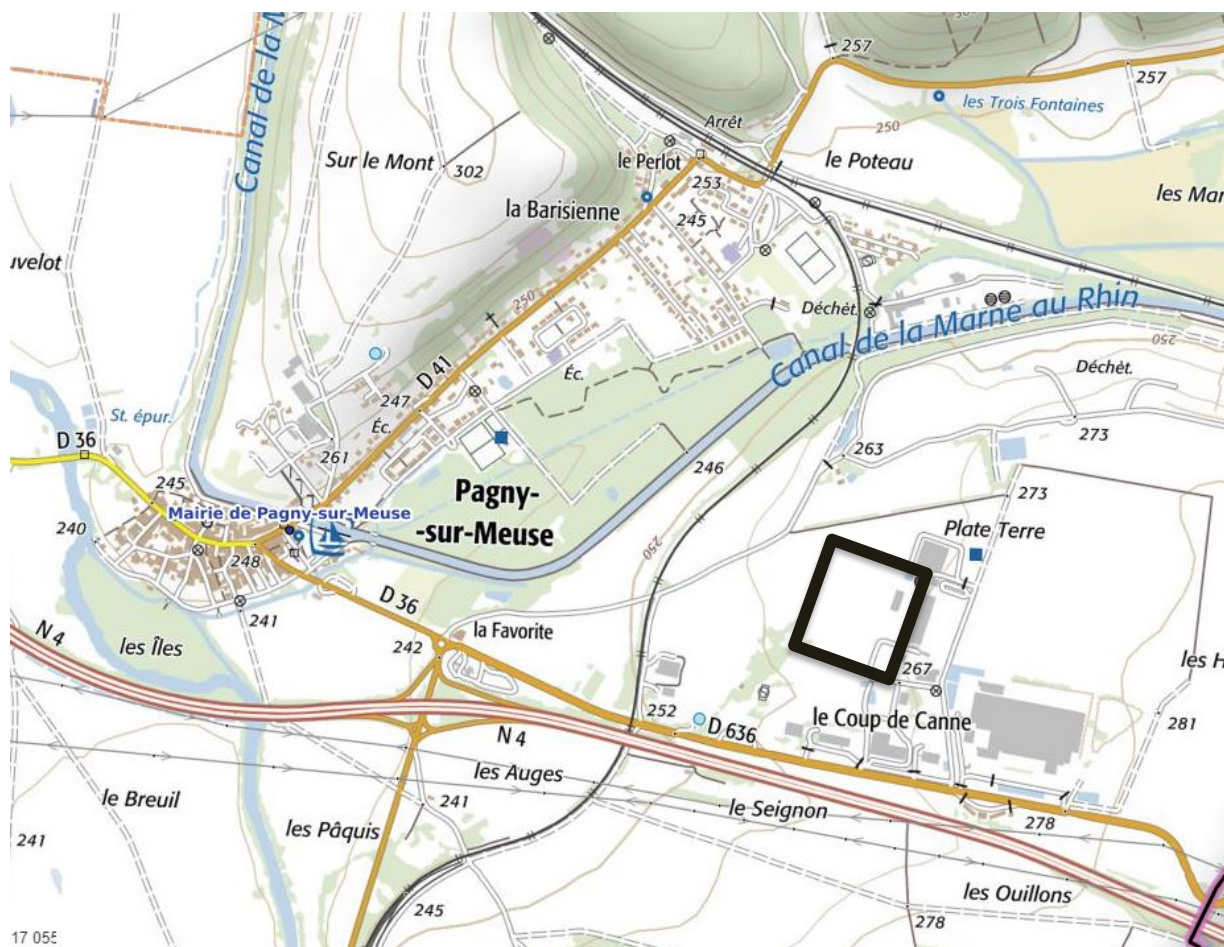 Canal de la M
257
257
les Trois Fontaines
Arrêt
250
Sur le Mont
302
le Perlot
le Poteau
253
la Barisienne
245
les Mar
uvelot
250
Déchèt.
Canal de la Marne au Rhin
250
D 41
Éc.
Déchèt.
247
St. épur.
Éc.
273
D 36
261
263
246
245
Pagny-
-sur-Meuse
273
Mairie de Pagny-sur-Meuse
Plate Terre
240
248
250
241
D 36
la Favorite
N 4
les Îles
242
les H
267
252
le Coup de Canne
281
D 636
N 4
les Auges
le Breuil
241
le Seignon
les Pâquis
278
241
les Ouillons
245
278
17 055